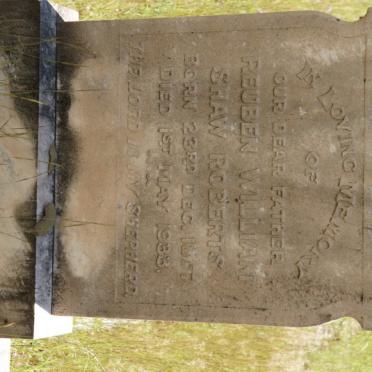 IN LOVING MEMORY
OF
OUR DEAR FATHER
REUBEN WILLIAM
SHAW ROBERTS
BORN 23RD DEC. 1877
DIED 1ST MAY 1938.
THE LORD IS MY SHEPHERD